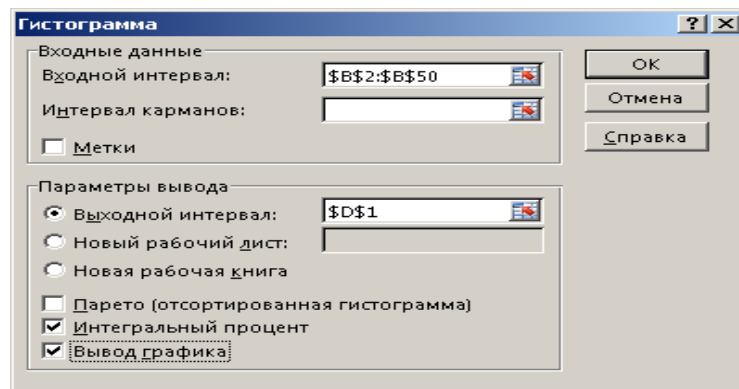 Гистограмма
Входные данные
Входной интервал: $B$2:$B$50
Интервал карманов:
Метки
OK
Отмена
Справка
Параметры вывода
Выходной интервал: $D$1
Новый рабочий лист:
Новая рабочая книга
Парето (отсортированная гистограмма)
Интегральный процент
Вывод графика